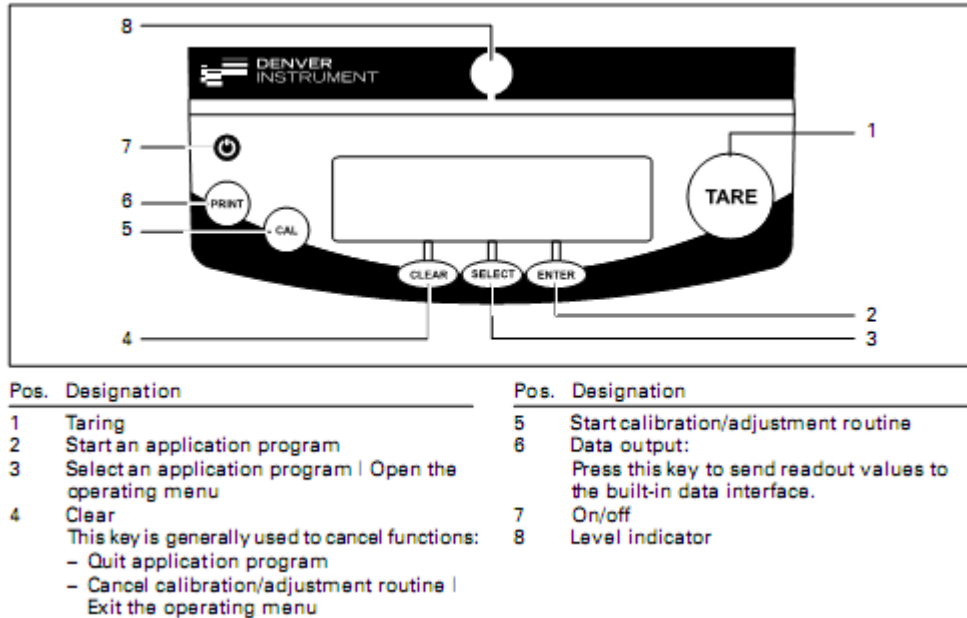 8
DENVER
INSTRUMENT
7
1
6
PRINT
TARE
5
CAL
CLEAR
SELECT
ENTER
2
4
3
Pos. Designation
1 Taring
2 Start an application program
3 Select an application program | Open the
operating menu
4 Clear
This key is generally used to cancel functions:
– Quit application program
– Cancel calibration/adjustment routine |
Exit the operating menu
Pos. Designation
5 Start calibration/adjustment routine
6 Data output:
Press this key to send readout values to
the built-in data interface.
7 On/off
8 Level indicator